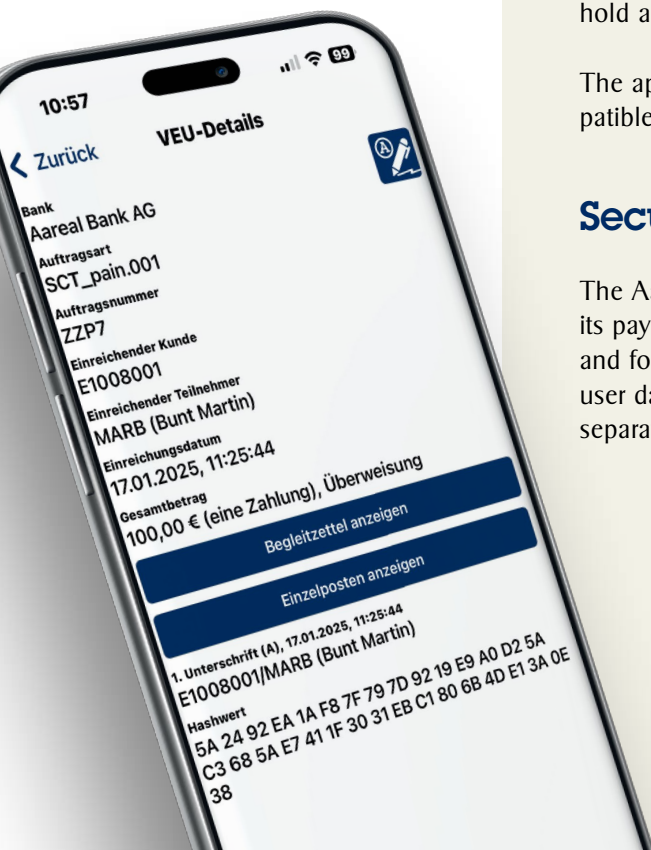 10:57
99
Zurück
VEU-Details
A
Bank
Aareal Bank AG
Auftragsart
SCT_pain.001
Auftragsnummer
ZZP7
Einreichender Kunde
E1008001
Einreichender Teilnehmer
MARB (Bunt Martin)
Einreichungsdatum
17.01.2025, 11:25:44
Gesamtbetrag
100,00 € (eine Zahlung), Überweisung
Begleitzettel anzeigen
Einzelposten anzeigen
1. Unterschrift (A), 17.01.2025, 11:25:44
E1008001/MARB (Bunt Martin)
Hashwert
5A 24 92 EA 1A F8 7F 79 7D 92 19 E9 A0 D2 5A
C3 68 5A E7 41 1F 30 31 EB C1 80 6B 4D E1 3A 0E
38
hold a
The ap
patible
Secu
The A
its pay
and fo
user da
separa